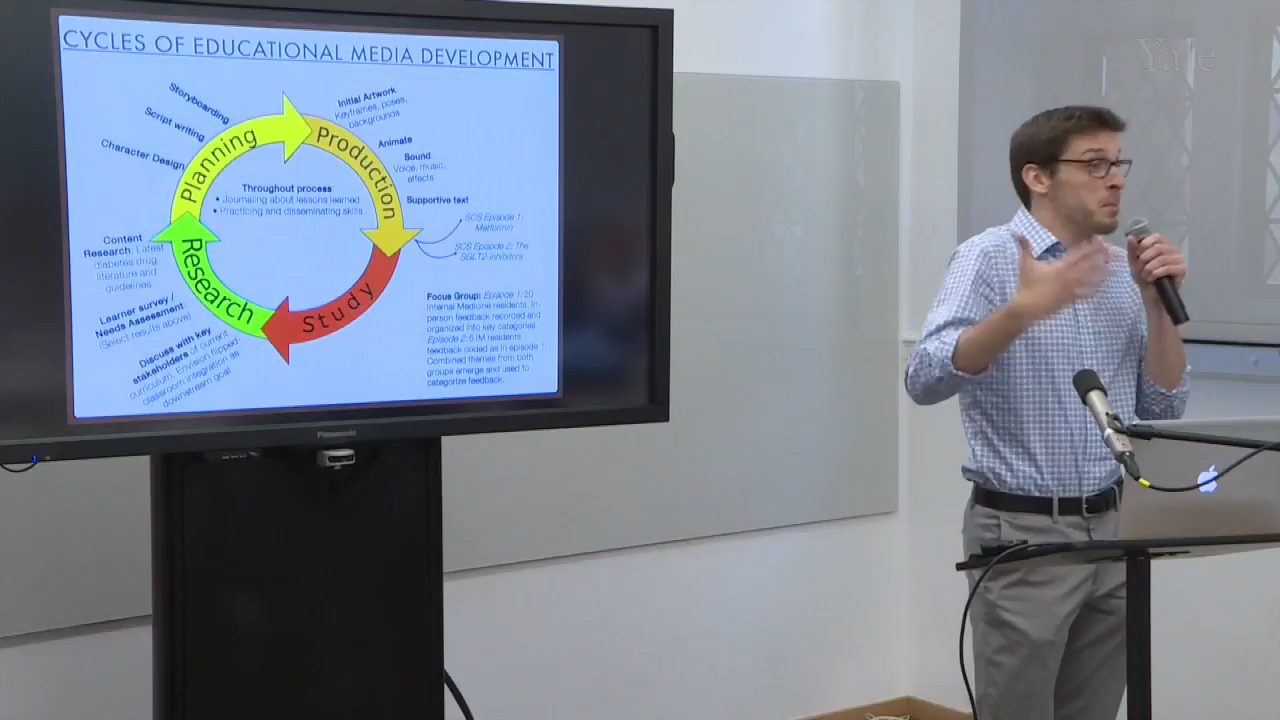 CYCLES OF EDUCATIONAL MEDIA DEVELOPMENT
Storyboarding
Script writing
Character Design
Planning
Production
Initial Artwork
Keyframes, poses,
backgrounds
Animate
Sound
Voice, music,
effects
Supportive text
Throughout process:
• Journaling about lessons learned
• Practicing and disseminating skills
SCS Episode 1:
Metformin
SCS Episode 2: The
SGLT2-inhibitors
Research
Study
Content
Research: Latest
diabetes drug
literature and
guidelines
Learner survey /
Needs Assessment:
(Select results above)
Discuss with key
stakeholders of current
curriculum. Envision flipped-
classroom integration as
downstream goal
Focus Group: Episode 1: 20
Internal Medicine residents. In-
person feedback recorded and
organized into key categories.
Episode 2: 6 IM residents
feedback coded as in episode 1
Combined themes from both
groups emerge and used to
categorize feedback.
Panasonic
Yale